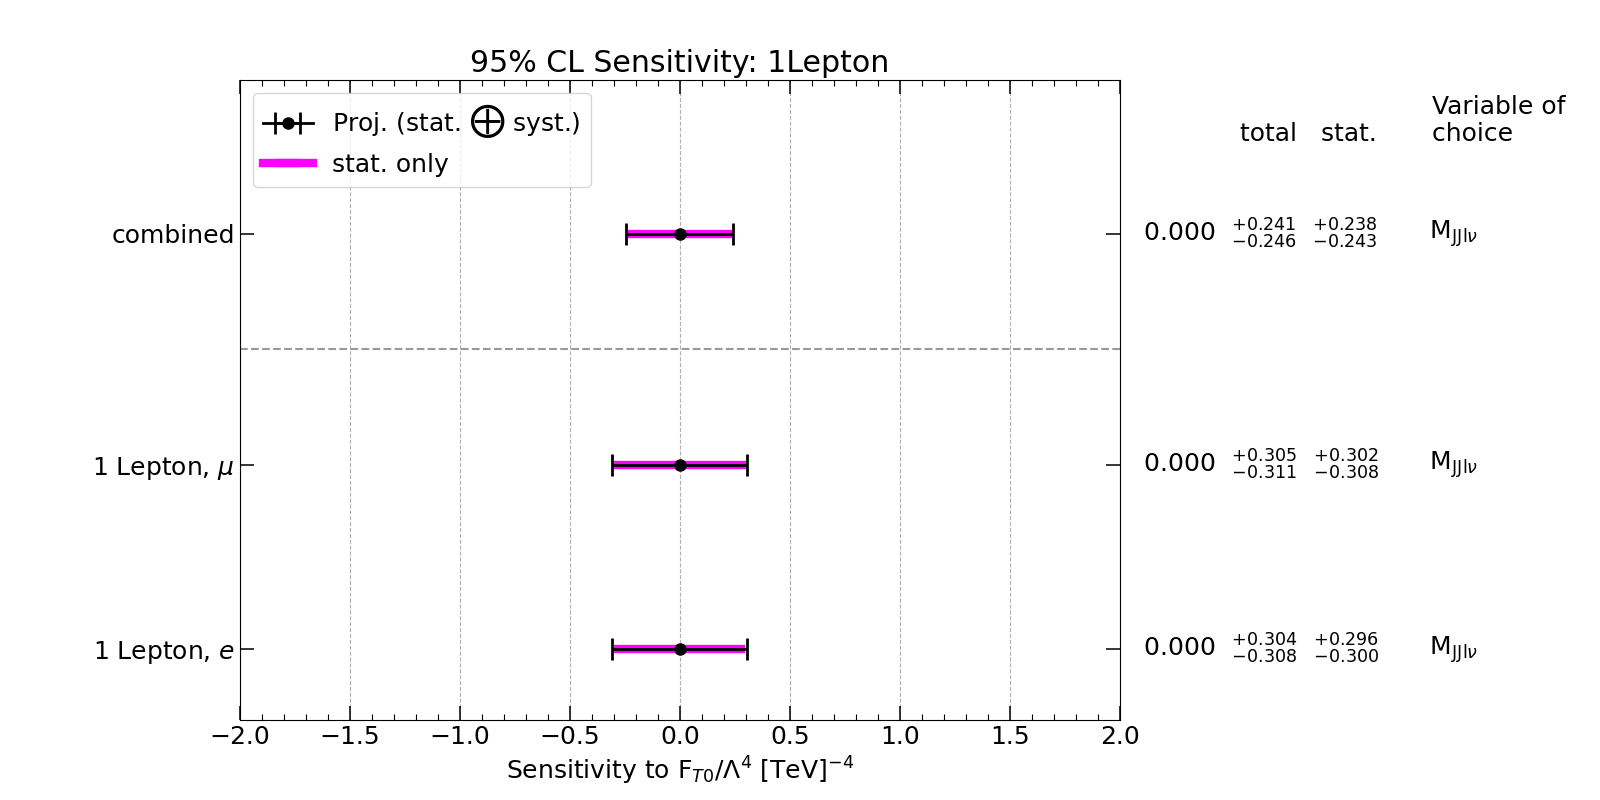 95% CL Sensitivity: 1Lepton
Proj. (stat. ⊕ syst.)
stat. only
total stat. Variable of
choice
combined 0.000 +0.241 −0.246 +0.238 −0.243 M_JJlν
1 Lepton, μ 0.000 +0.305 −0.311 +0.302 −0.308 M_JJlν
1 Lepton, e 0.000 +0.304 −0.308 +0.296 −0.300 M_JJlν
−2.0 −1.5 −1.0 −0.5 0.0 0.5 1.0 1.5 2.0
Sensitivity to F_T0/Λ⁴ [TeV]⁻⁴